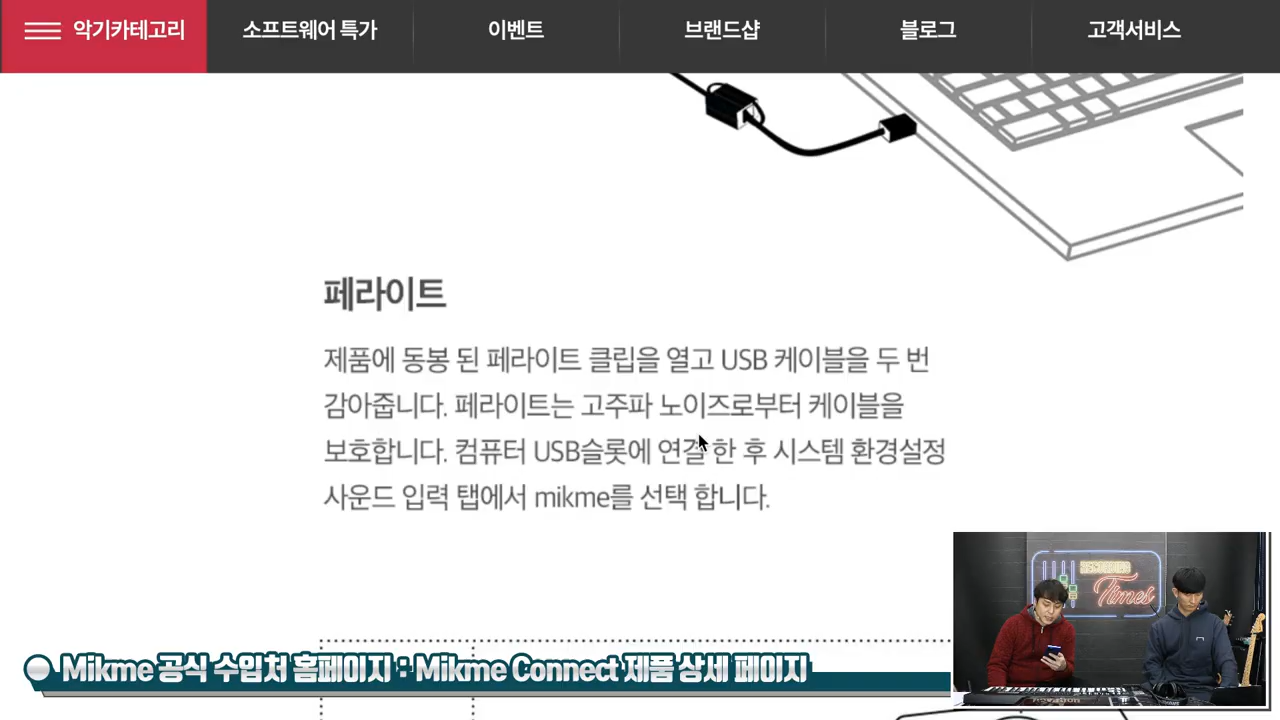 악기카테고리
소프트웨어 특가
이벤트
브랜드샵
블로그
고객서비스
페라이트
제품에 동봉 된 페라이트 클립을 열고 USB 케이블을 두 번
감아줍니다. 페라이트는 고주파 노이즈로부터 케이블을
보호합니다. 컴퓨터 USB슬롯에 연결 한 후 시스템 환경설정
사운드 입력 탭에서 mikme를 선택 합니다.
Times
Mikme 공식 수입처 홈페이지 : Mikme Connect 제품 상세 페이지